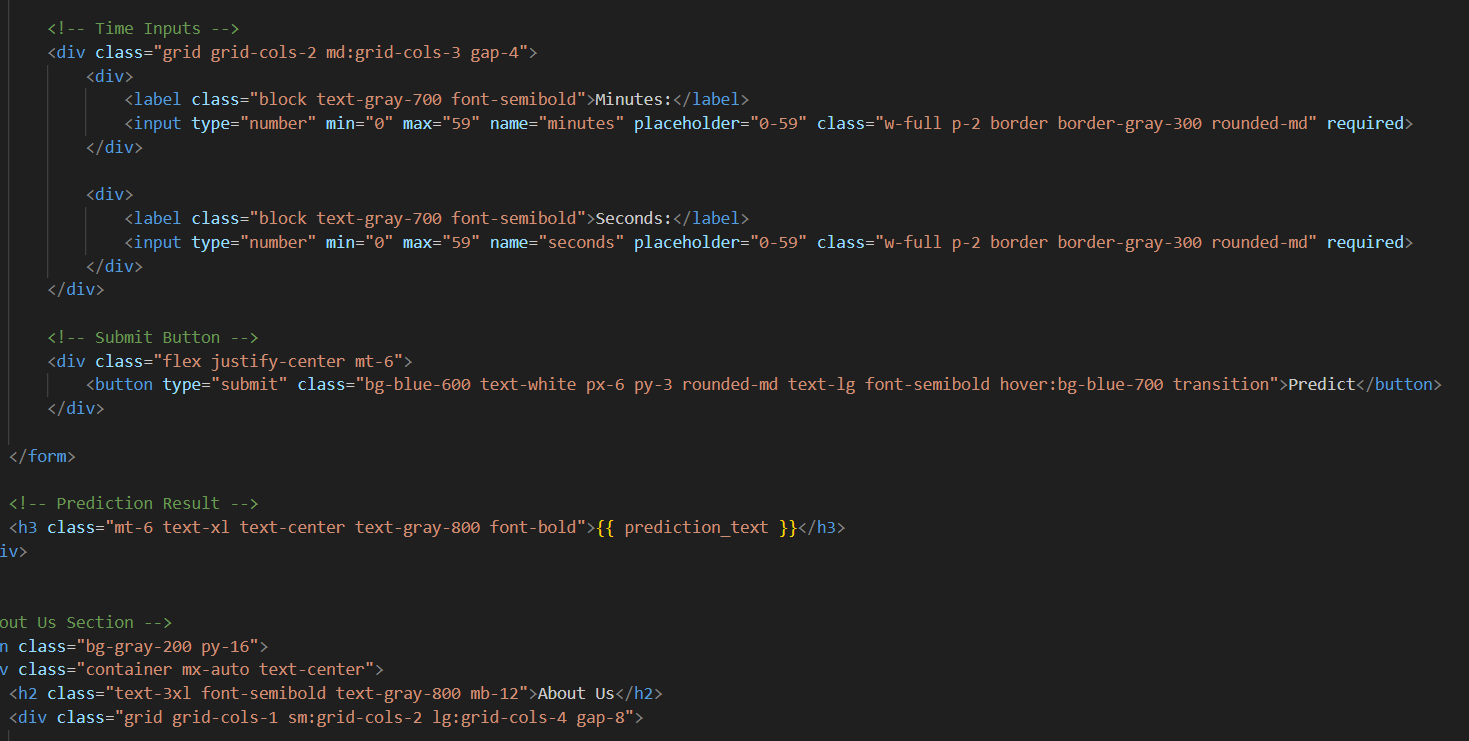 <!-- Time Inputs -->
<div class="grid grid-cols-2 md:grid-cols-3 gap-4">
<div>
<label class="block text-gray-700 font-semibold">Minutes:</label>
<input type="number" min="0" max="59" name="minutes" placeholder="0-59" class="w-full p-2 border border-gray-300 rounded-md" required>
</div>
<div>
<label class="block text-gray-700 font-semibold">Seconds:</label>
<input type="number" min="0" max="59" name="seconds" placeholder="0-59" class="w-full p-2 border border-gray-300 rounded-md" required>
</div>
</div>
<!-- Submit Button -->
<div class="flex justify-center mt-6">
<button type="submit" class="bg-blue-600 text-white px-6 py-3 rounded-md text-lg font-semibold hover:bg-blue-700 transition">Predict</button>
</div>
</form>
<!-- Prediction Result -->
<h3 class="mt-6 text-xl text-center text-gray-800 font-bold">{{ prediction_text }}</h3>
iv>
out Us Section -->
n class="bg-gray-200 py-16">
v class="container mx-auto text-center">
<h2 class="text-3xl font-semibold text-gray-800 mb-12">About Us</h2>
<div class="grid grid-cols-1 sm:grid-cols-2 lg:grid-cols-4 gap-8">